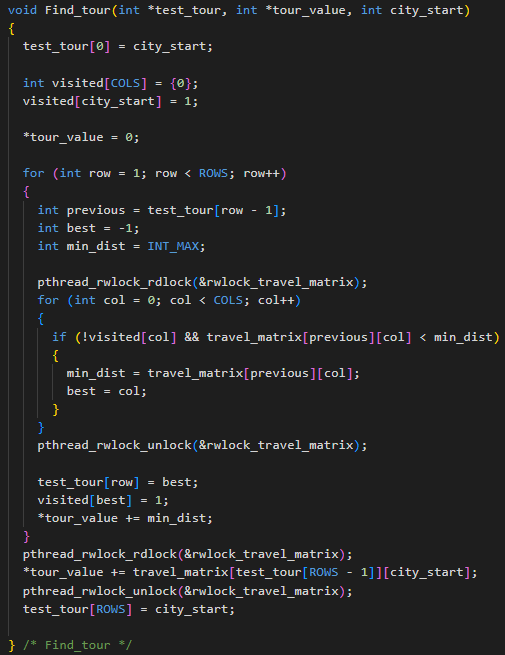 void Find_tour(int *test_tour, int *tour_value, int city_start)
{
  test_tour[0] = city_start;

  int visited[COLS] = {0};
  visited[city_start] = 1;

  *tour_value = 0;

  for (int row = 1; row < ROWS; row++)
  {
    int previous = test_tour[row - 1];
    int best = -1;
    int min_dist = INT_MAX;

    pthread_rwlock_rdlock(&rwlock_travel_matrix);
    for (int col = 0; col < COLS; col++)
    {
      if (!visited[col] && travel_matrix[previous][col] < min_dist)
      {
        min_dist = travel_matrix[previous][col];
        best = col;
      }
    }
    pthread_rwlock_unlock(&rwlock_travel_matrix);

    test_tour[row] = best;
    visited[best] = 1;
    *tour_value += min_dist;
  }
  pthread_rwlock_rdlock(&rwlock_travel_matrix);
  *tour_value += travel_matrix[test_tour[ROWS - 1]][city_start];
  pthread_rwlock_unlock(&rwlock_travel_matrix);
  test_tour[ROWS] = city_start;

} /* Find_tour */